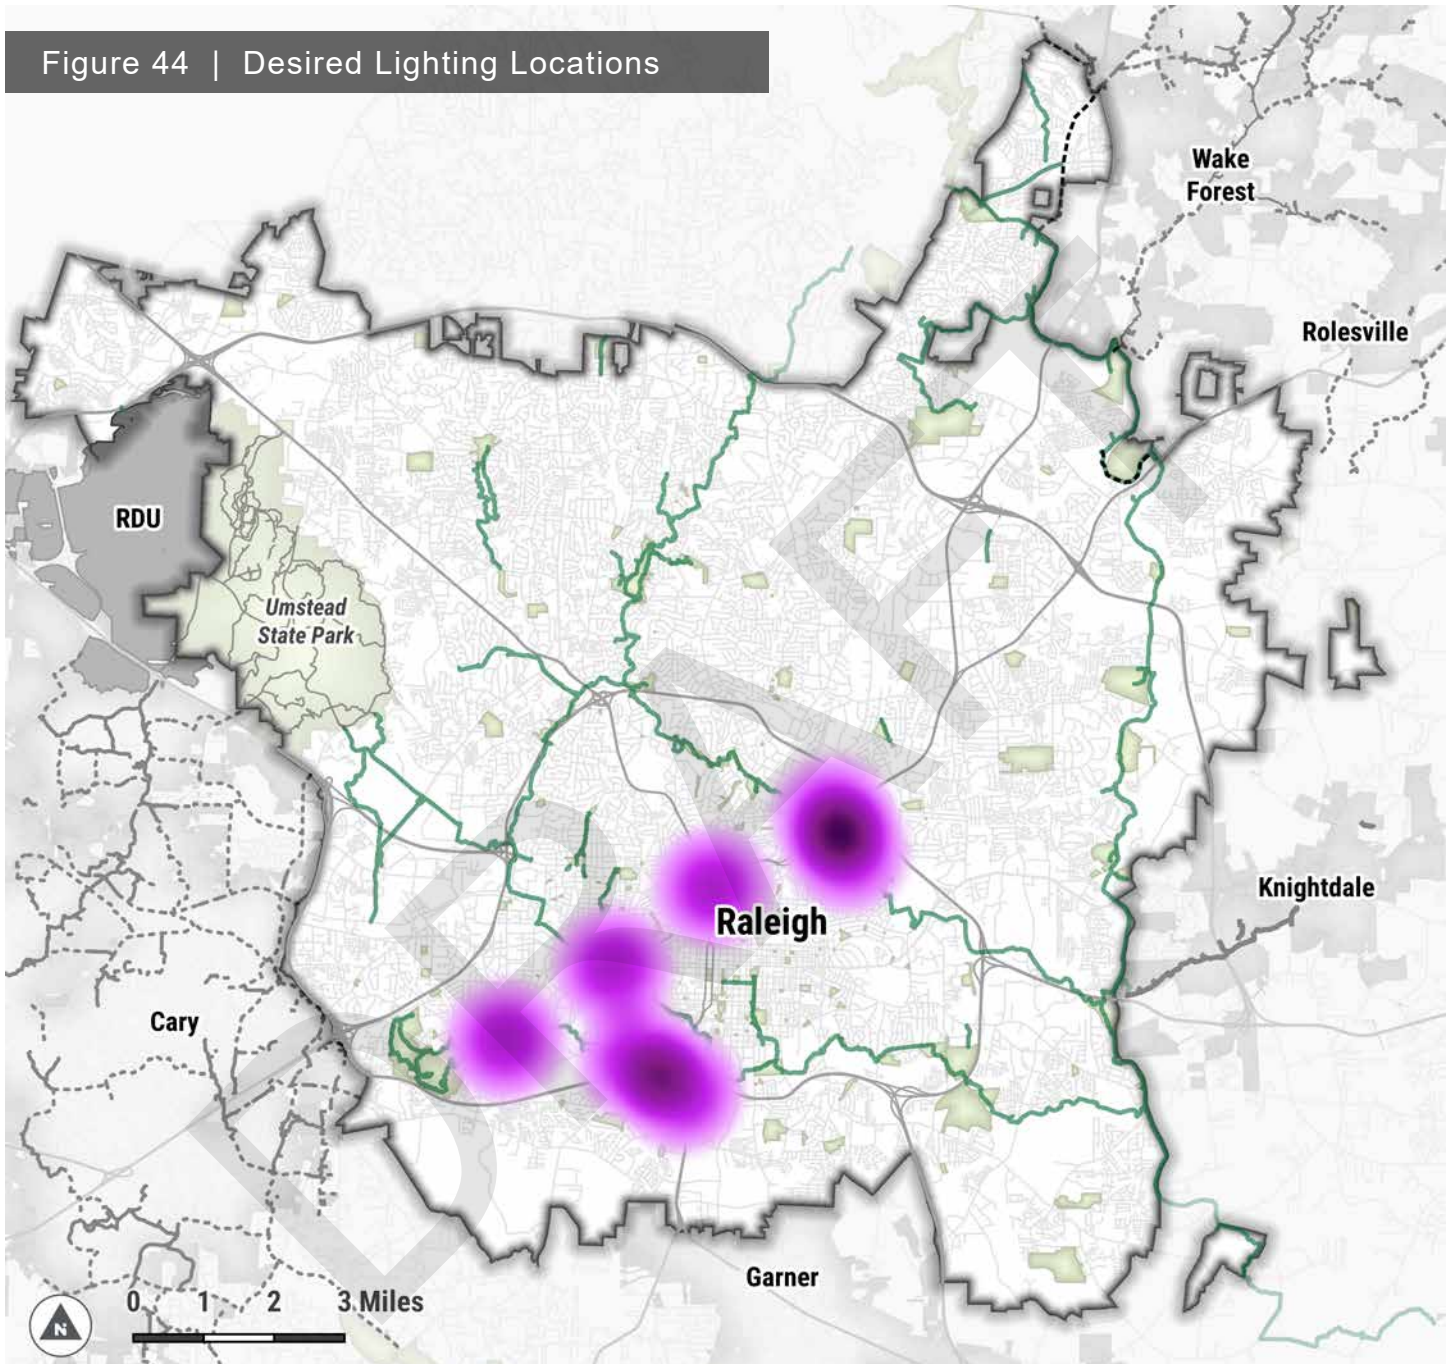 Figure 44 | Desired Lighting Locations
Wake
Forest
Rolesville
RDU
Umstead
State Park
Raleigh
Knightdale
Cary
Garner
0 1 2 3 Miles
N
DRAFT